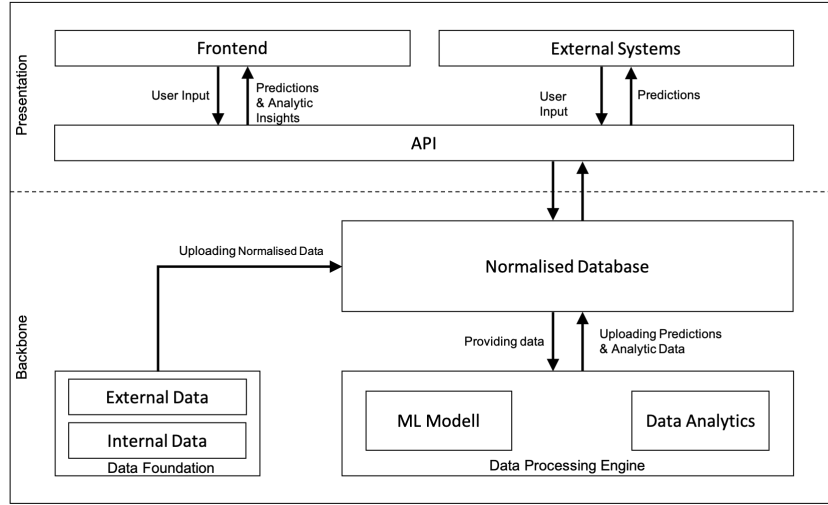 Presentation
Frontend
External Systems
User Input
Predictions
& Analytic
Insights
User
Input
Predictions
API
Backbone
Uploading Normalised Data
Normalised Database
Providing data
Uploading Predictions
& Analytic Data
External Data
Internal Data
Data Foundation
ML Modell
Data Analytics
Data Processing Engine